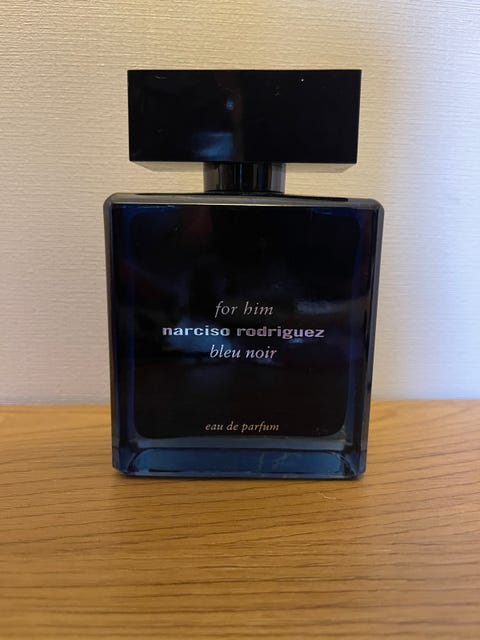 for him
narciso rodriguez
bleu noir
eau de parfum